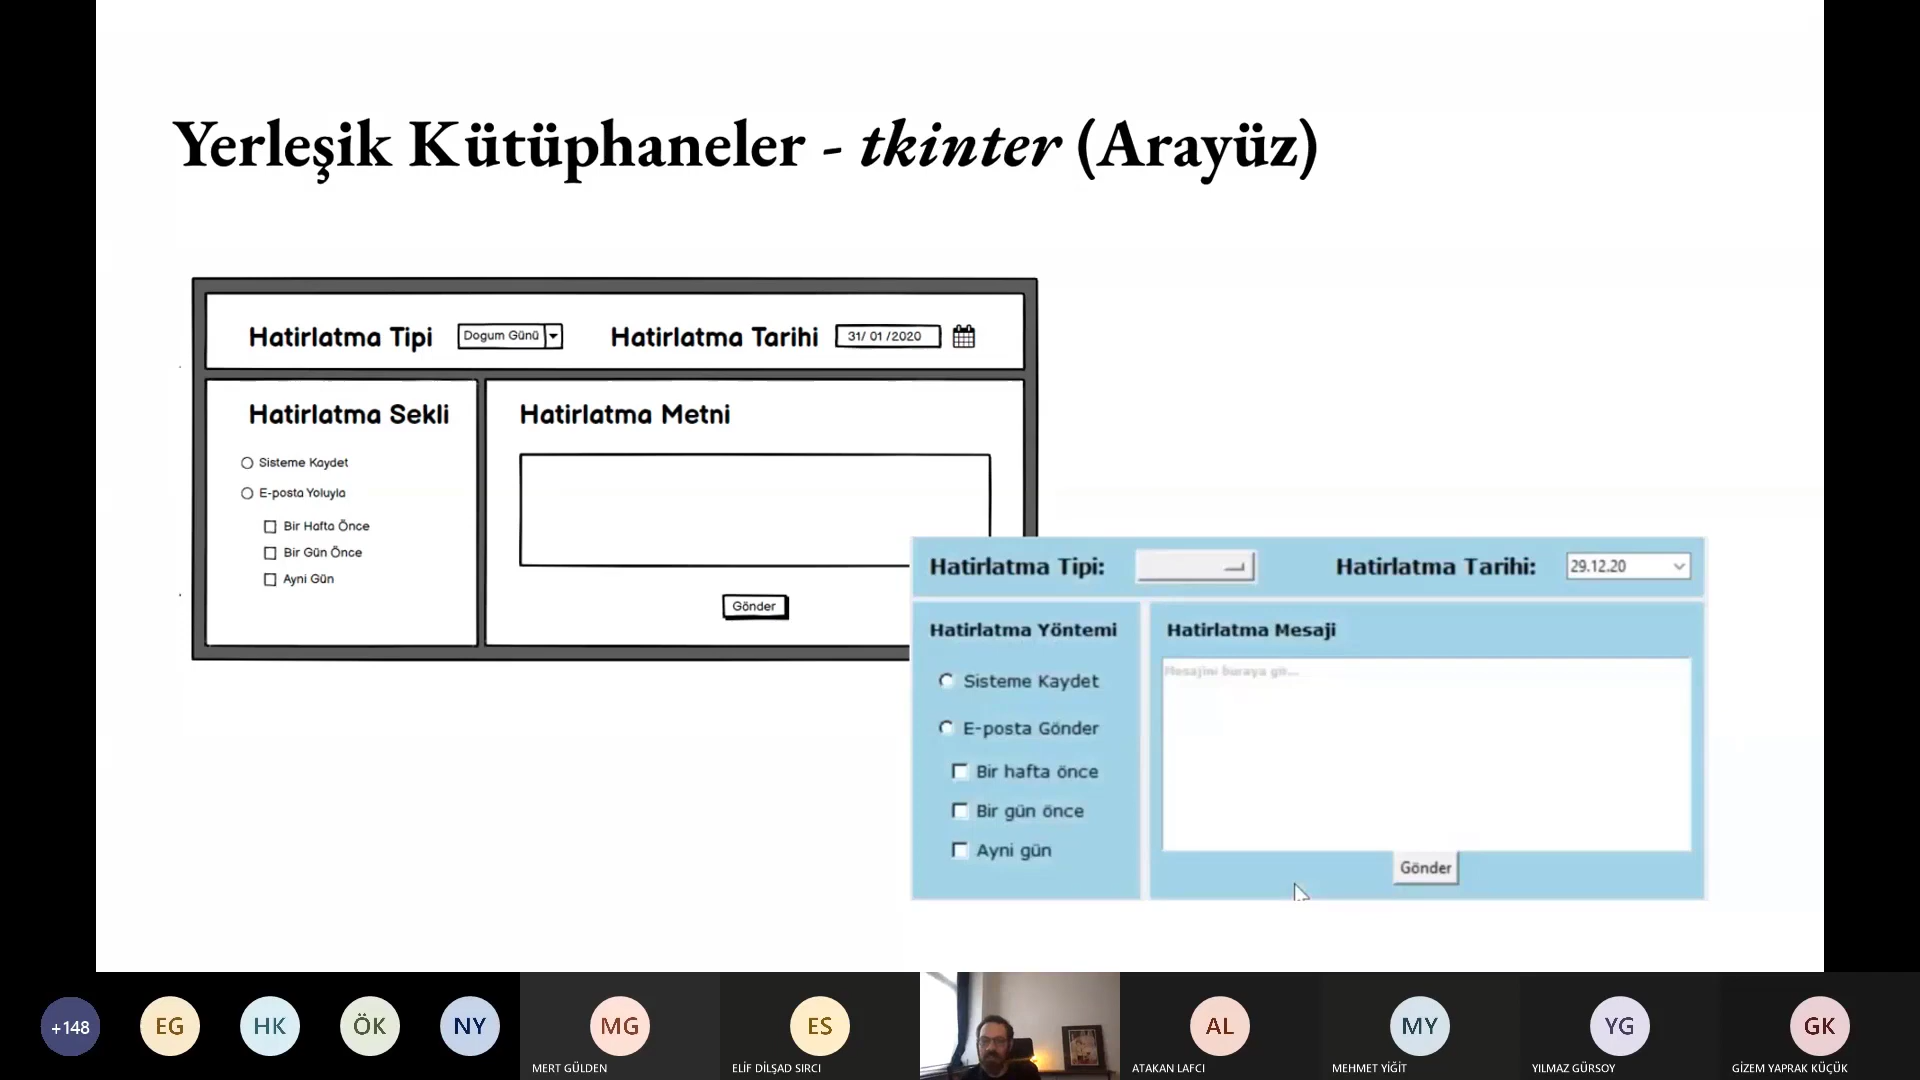 Yerleşik Kütüphaneler - tkinter (Arayüz)
Hatirlatma Tipi
Dogum Günü
Hatirlatma Tarihi
31/ 01 /2020
Hatirlatma Sekli
Sisteme Kaydet
E-posta Yoluyla
Bir Hafta Önce
Bir Gün Önce
Ayni Gün
Hatirlatma Metni
Gönder
Hatirlatma Tipi:
Hatirlatma Tarihi:
29.12.20
Hatirlatma Yöntemi
Sisteme Kaydet
E-posta Gönder
Bir hafta önce
Bir gün önce
Ayni gün
Hatirlatma Mesaji
Mesajini buraya gir...
Gönder
+148
EG
HK
ÖK
NY
MG
MERT GÜLDEN
ES
ELİF DİLŞAD SIRCI
AL
ATAKAN LAFCI
MY
MEHMET YİĞİT
YG
YILMAZ GÜRSOY
GK
GİZEM YAPRAK KÜÇÜK